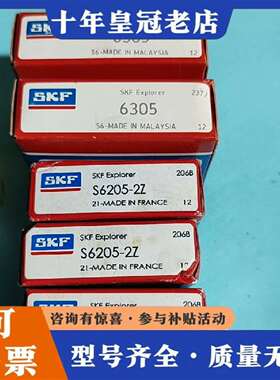 十年皇冠老店
6305
56-MADE IN MALAYSIA
12
SKF
SKF Explorer
237J
6305
56-MADE IN MALAYSIA
12
SKF
SKF Explorer
206B
S6205-2Z
21-MADE IN FRANCE
12
SKF
SKF Explorer
206B
S6205-2Z
21-MADE IN FRANCE
12
SKF Explorer
206B
可
票
咨询有惊喜·参与补贴活动
型号齐全·质量无忧